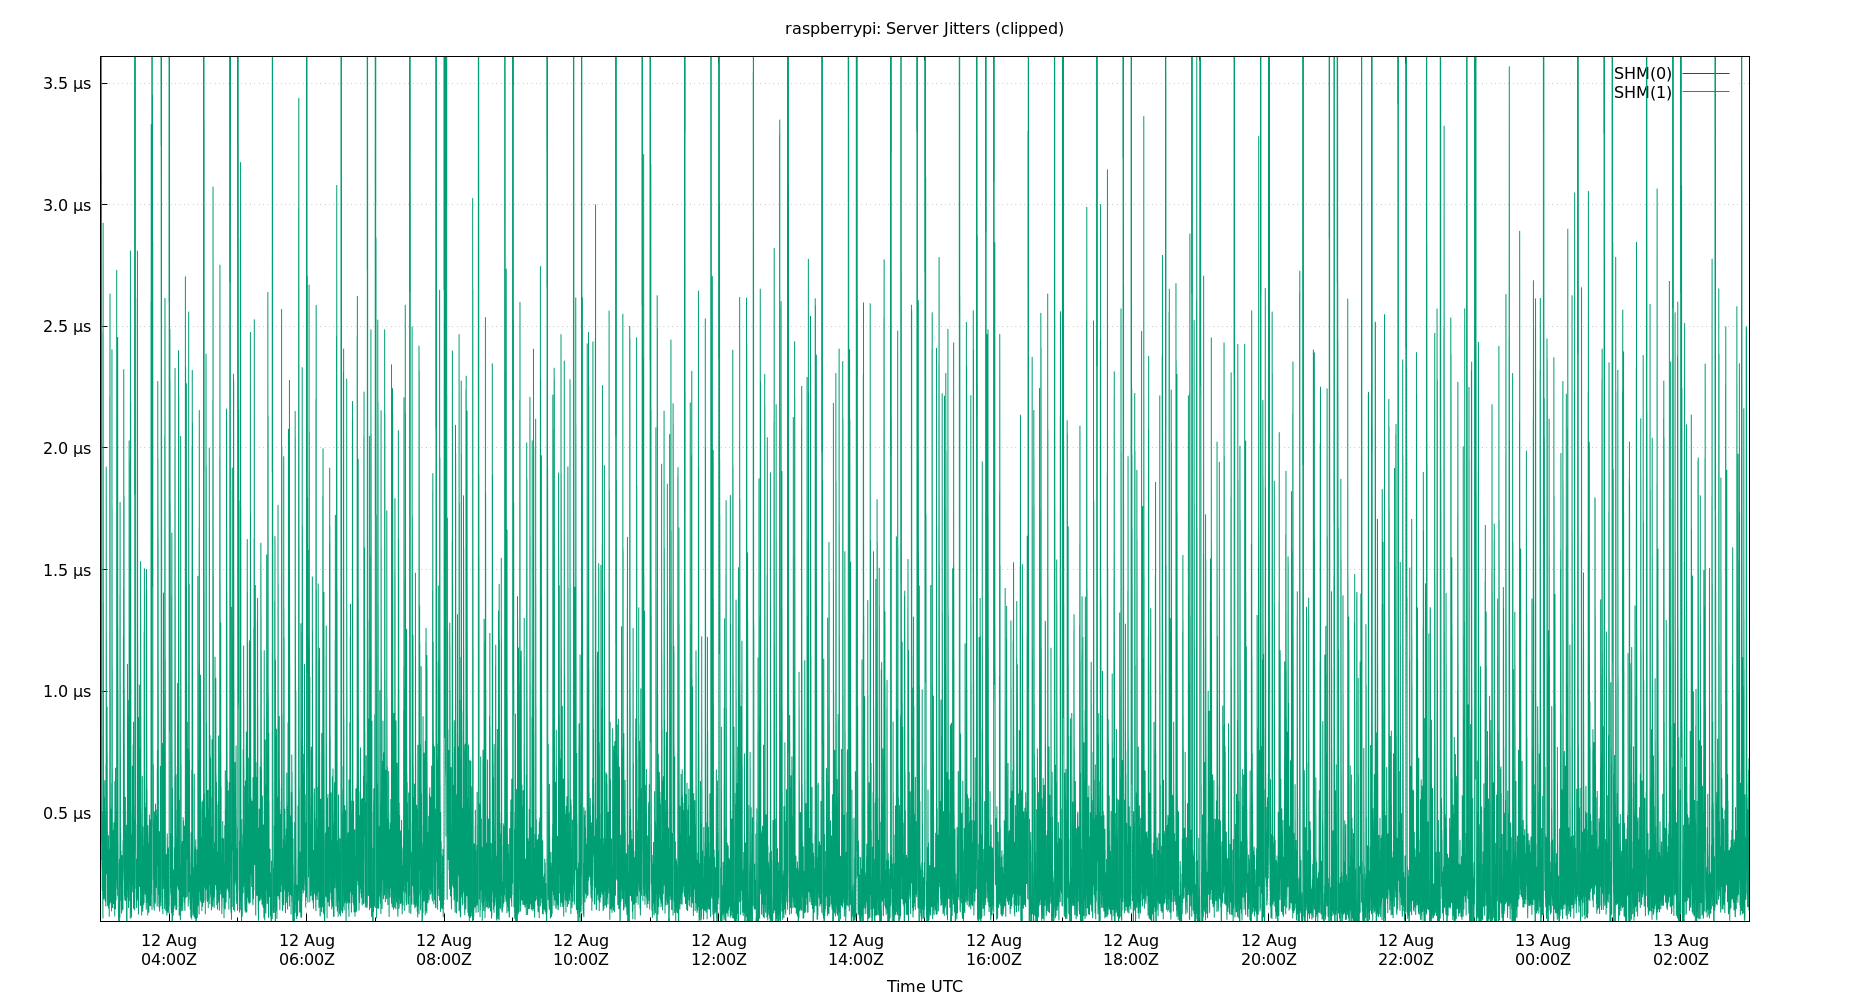 raspberrypi: Server Jitters (clipped)
SHM(0)
SHM(1)
3.5 µs
3.0 µs
2.5 µs
2.0 µs
1.5 µs
1.0 µs
0.5 µs
12 Aug 12 Aug 12 Aug 12 Aug 12 Aug 12 Aug 12 Aug 12 Aug 12 Aug 12 Aug 13 Aug 13 Aug
04:00Z 06:00Z 08:00Z 10:00Z 12:00Z 14:00Z 16:00Z 18:00Z 20:00Z 22:00Z 00:00Z 02:00Z
Time UTC